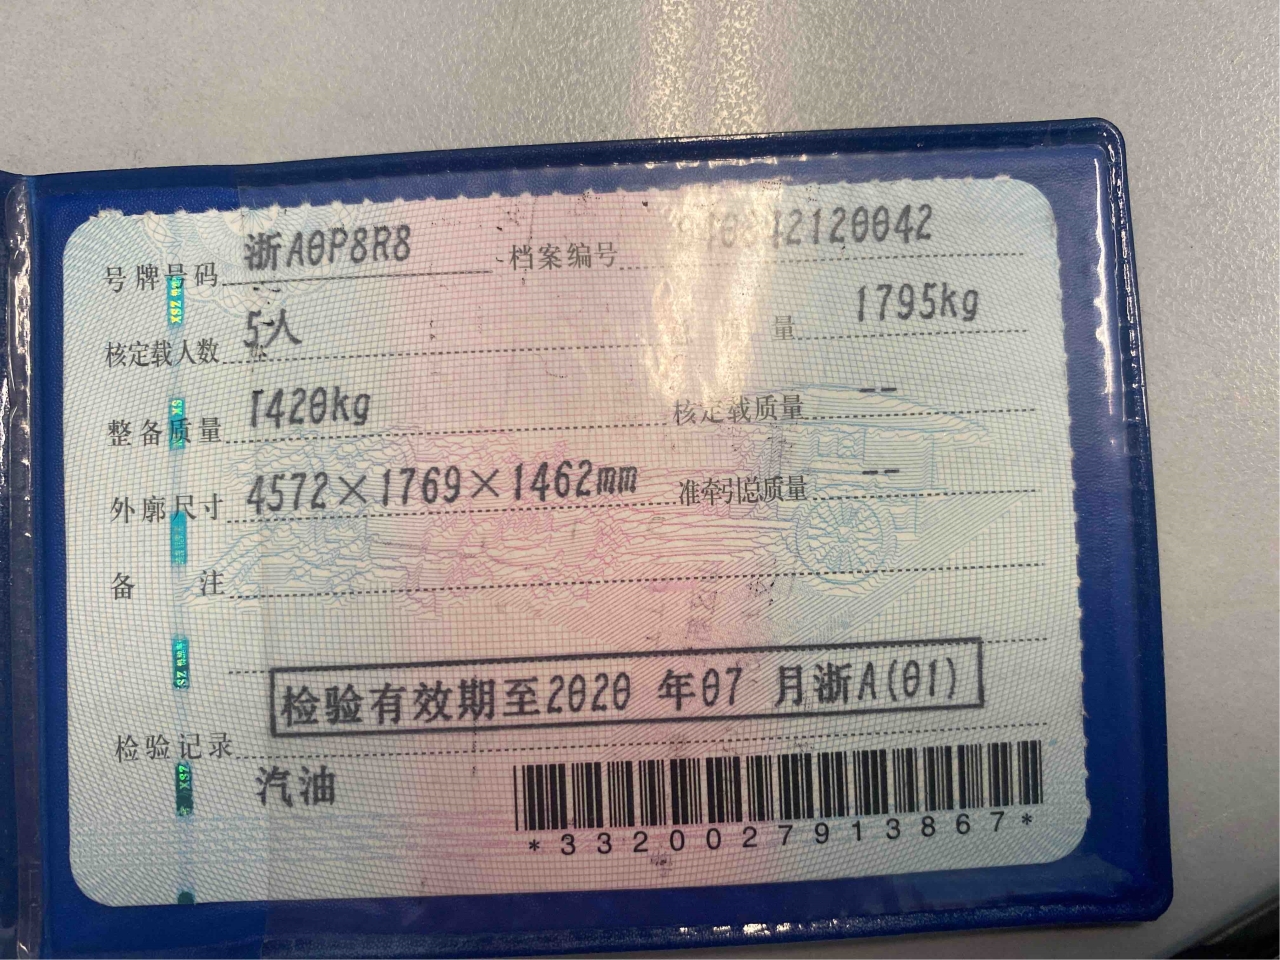 号牌号码 浙A0P8R8 档案编号 42120042
核定载人数 5人 量 1795kg
整备质量 1420kg 核定载质量 --
外廓尺寸 4572×1769×1462mm 准牵引总质量 --
备 注
检验有效期至2020 年07 月浙A(01)
检验记录
汽油
*3320027913867*